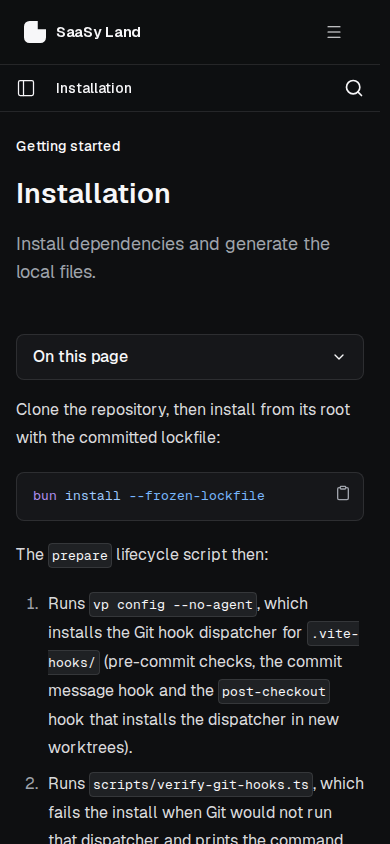 SaaSy Land
Installation
Getting started
Installation
Install dependencies and generate the
local files.
On this page
Clone the repository, then install from its root
with the committed lockfile:
bun install --frozen-lockfile
The prepare lifecycle script then:
1. Runs vp config --no-agent, which
installs the Git hook dispatcher for .vite-
hooks/ (pre-commit checks, the commit
message hook and the post-checkout
hook that installs the dispatcher in new
worktrees).
2. Runs scripts/verify-git-hooks.ts, which
fails the install when Git would not run
that dispatcher and prints the command